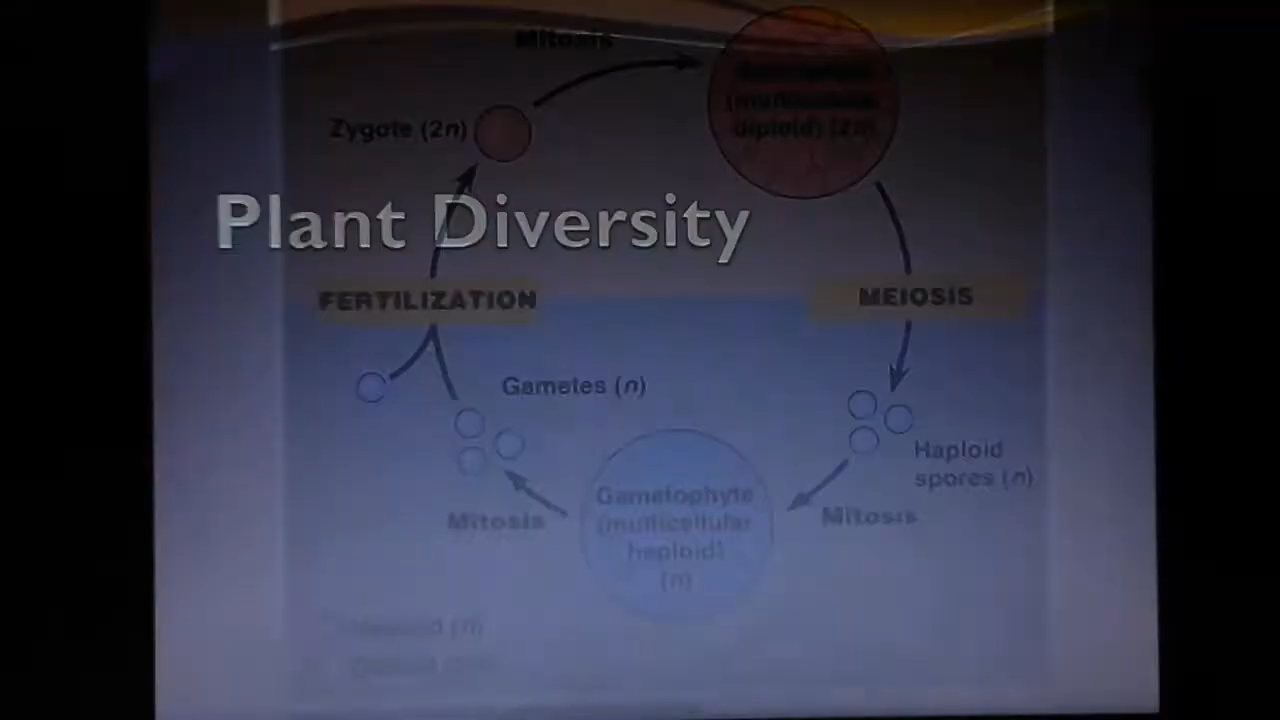 Mitosis
(multicellular
diploid) (2n)
Zygote (2n)
Plant Diversity
FERTILIZATION
MEIOSIS
Gametes (n)
Haploid
spores (n)
Gametophyte
(multicellular
haploid)
(n)
Mitosis
Mitosis